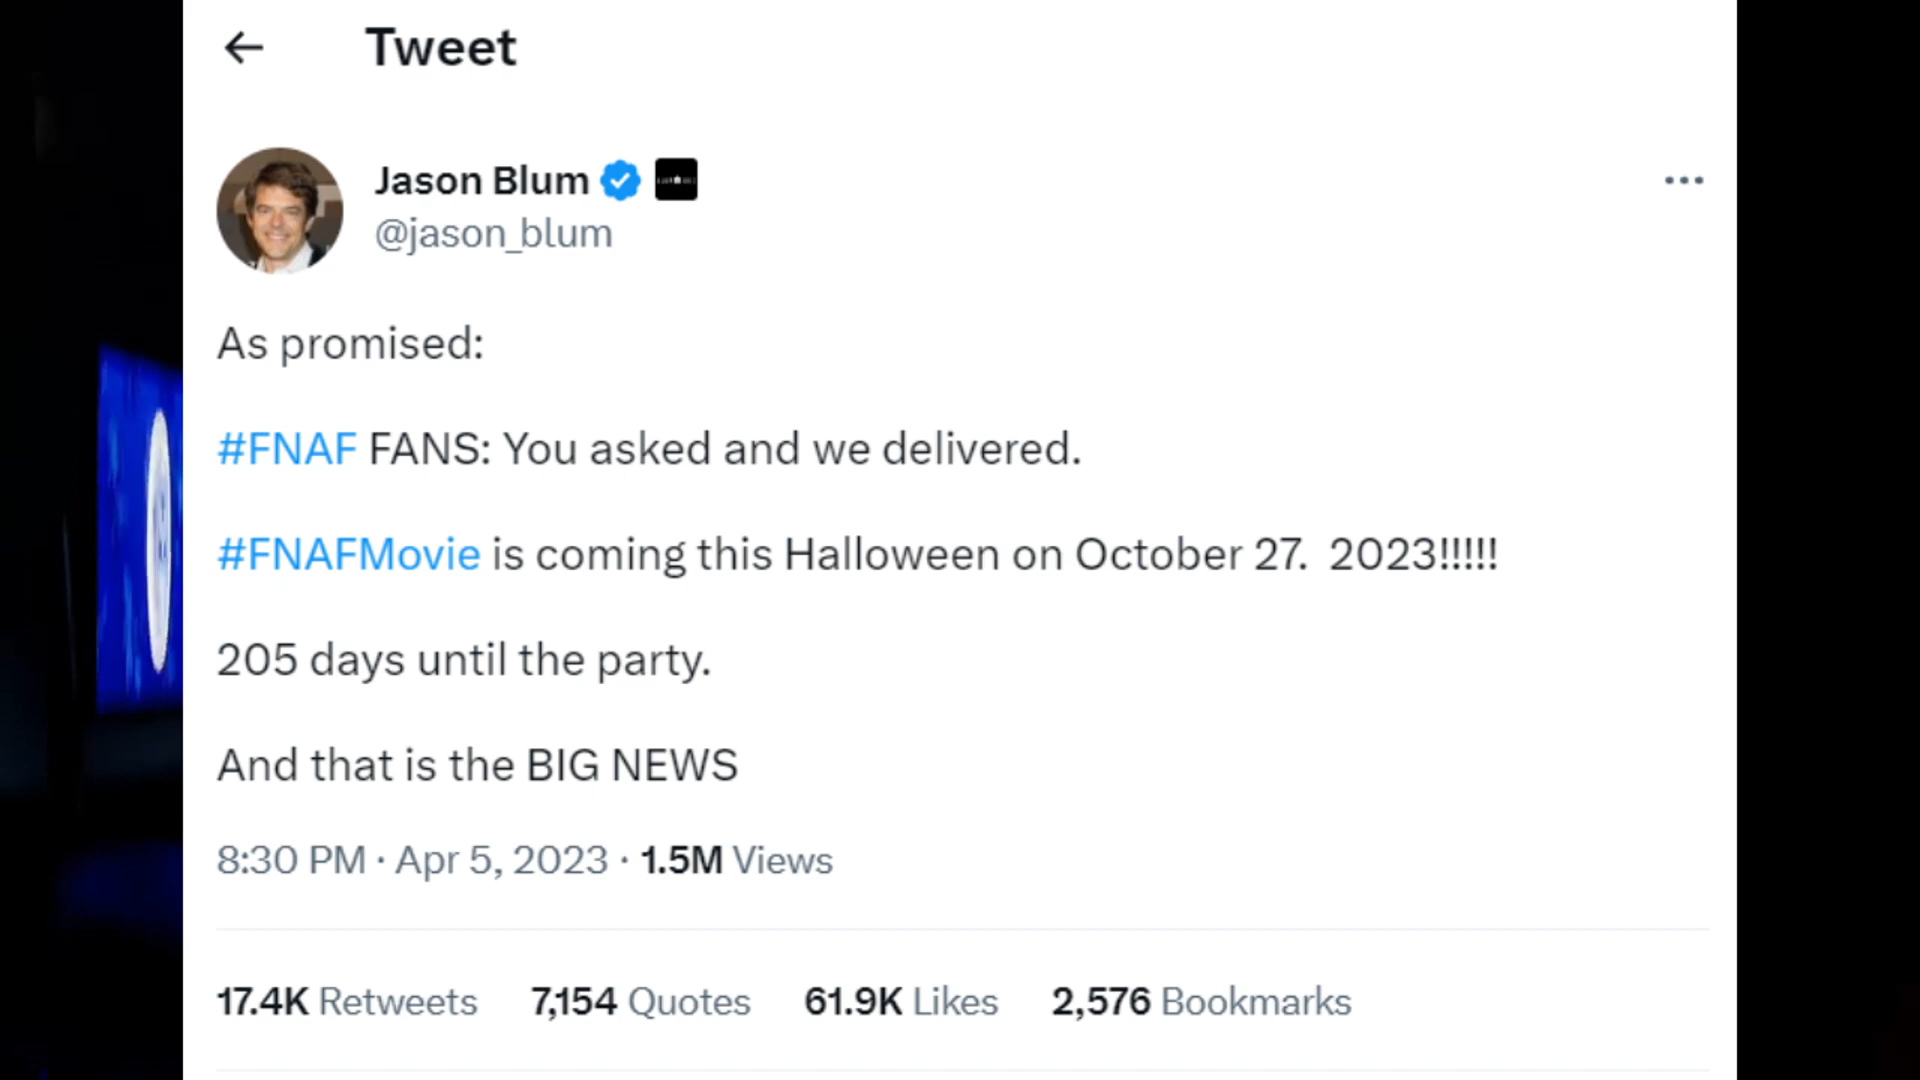 Tweet
Jason Blum
@jason_blum
As promised:
#FNAF FANS: You asked and we delivered.
#FNAFMovie is coming this Halloween on October 27.  2023!!!!!
205 days until the party.
And that is the BIG NEWS
8:30 PM · Apr 5, 2023 · 1.5M Views
17.4K Retweets 7,154 Quotes 61.9K Likes 2,576 Bookmarks